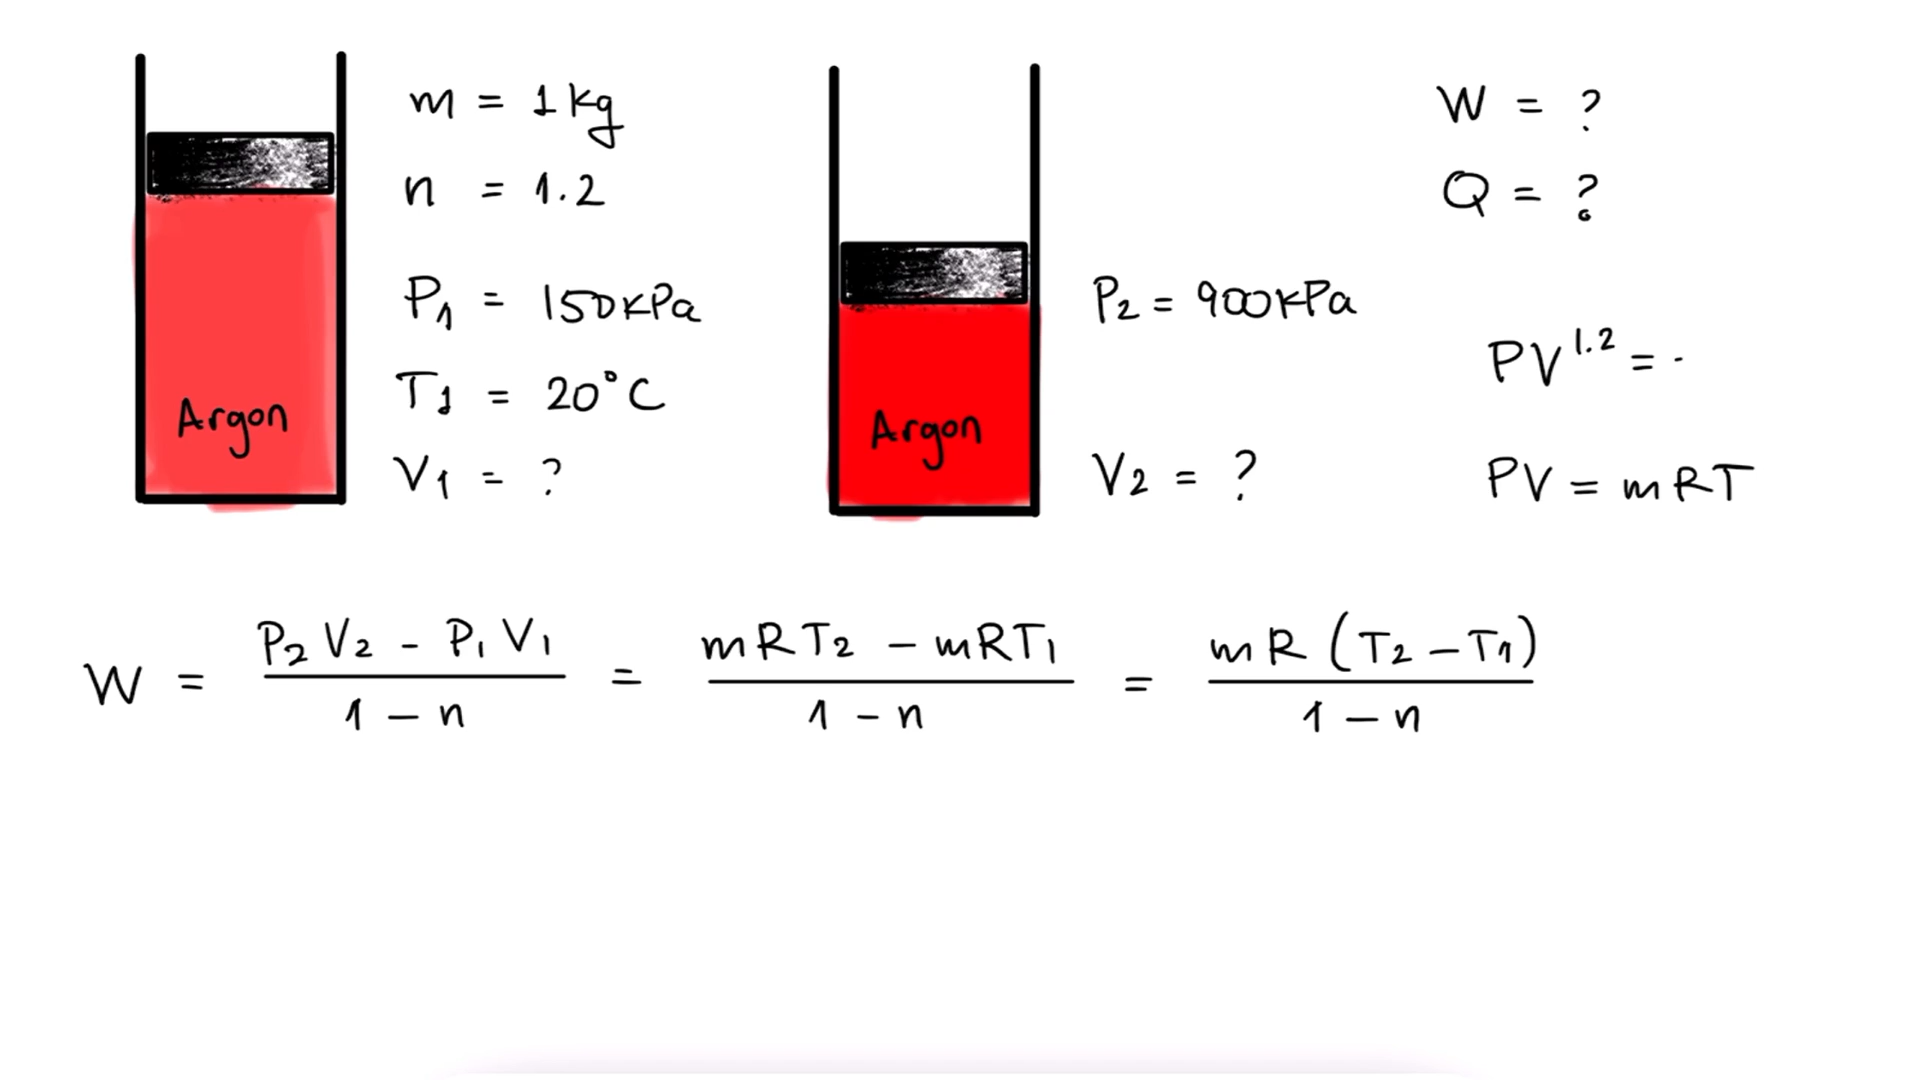 m = 1kg
n = 1.2
P₁ = 150kPa
T₁ = 20°C
V₁ = ?
Argon
P₂ = 900kPa
V₂ = ?
Argon
W = ?
Q = ?
PV^1.2 = -
PV = mRT
W = (P₂V₂ - P₁V₁)/(1 - n) = (mRT₂ - mRT₁)/(1 - n) = mR(T₂ - T₁)/(1 - n)